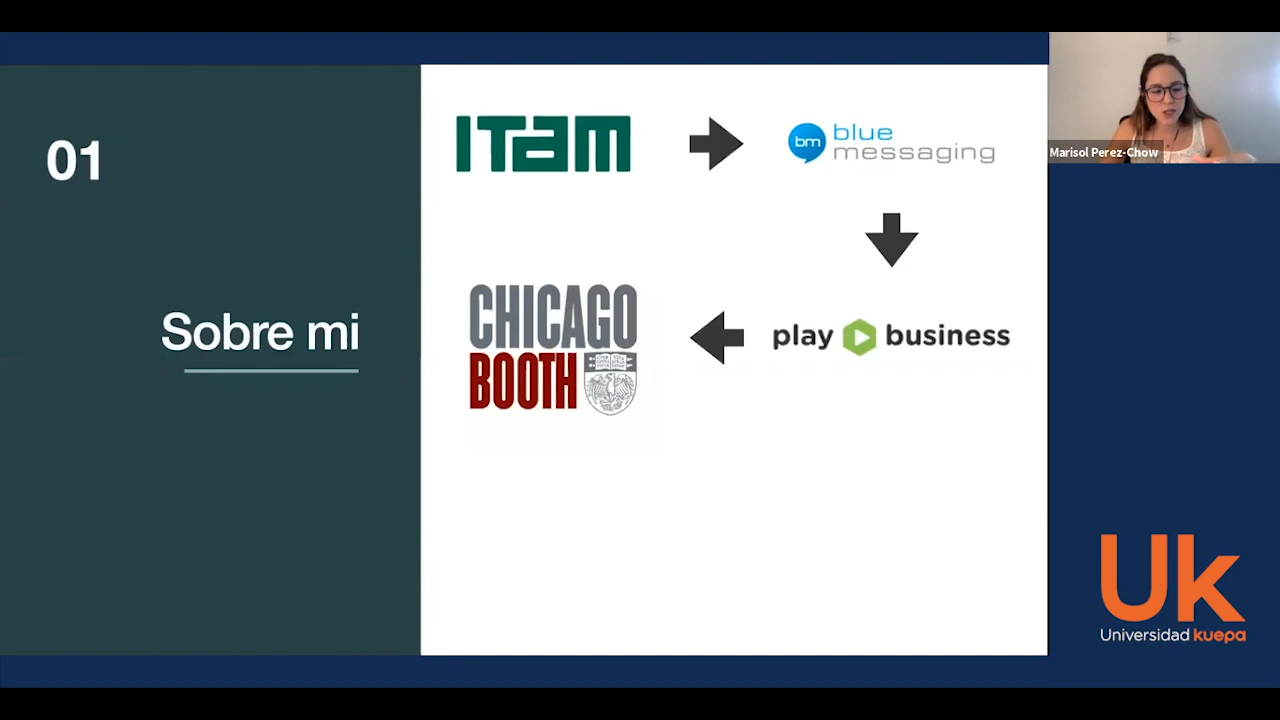 01
Sobre mi
ITAM
bm
blue
messaging
play business
CHICAGO
BOOTH
Marisol Perez-Chow
Uk
Universidad kuepa